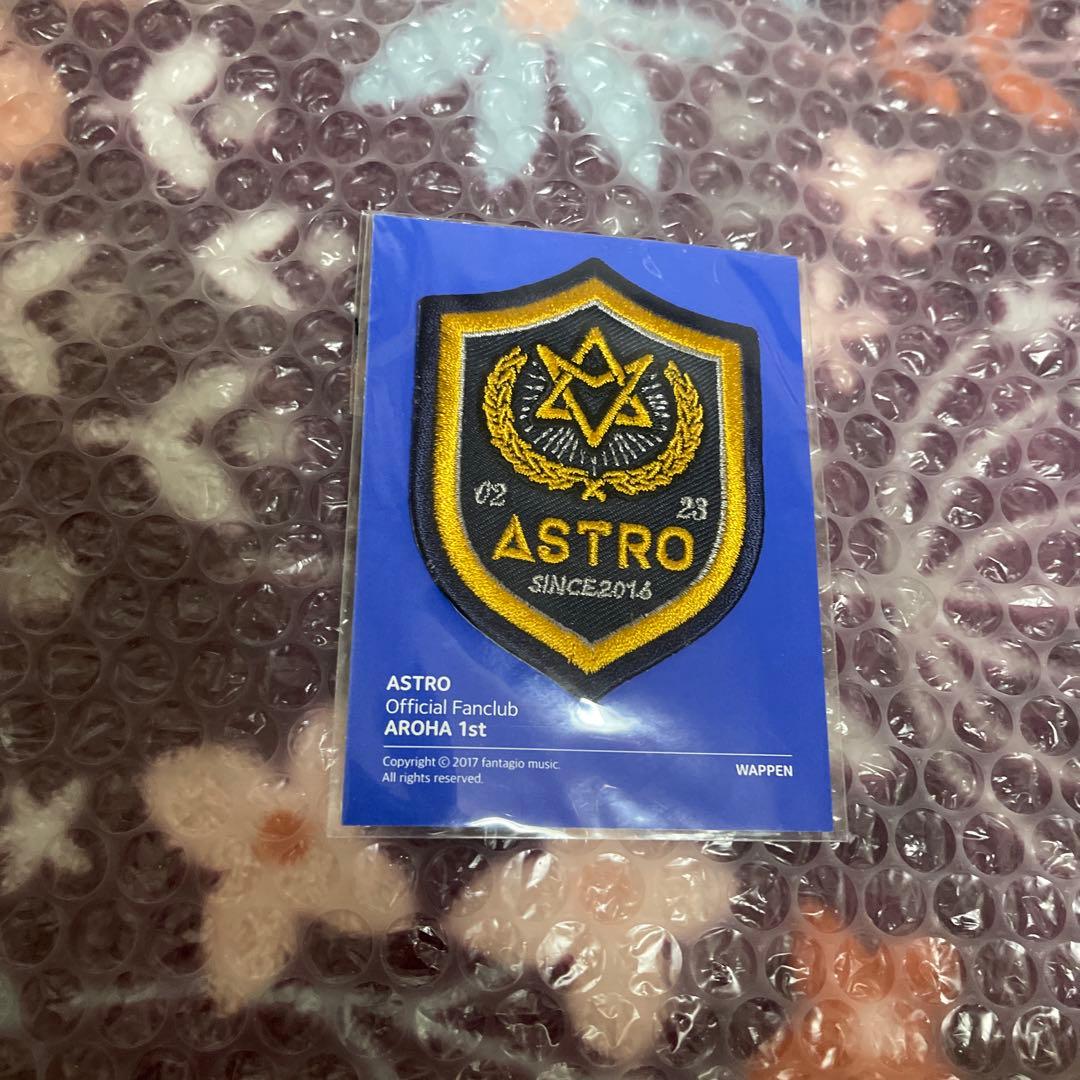 02 23
ASTRO
SINCE2016
ASTRO
Official Fanclub
AROHA 1st
Copyright © 2017 fantagio music.
All rights reserved.
WAPPEN